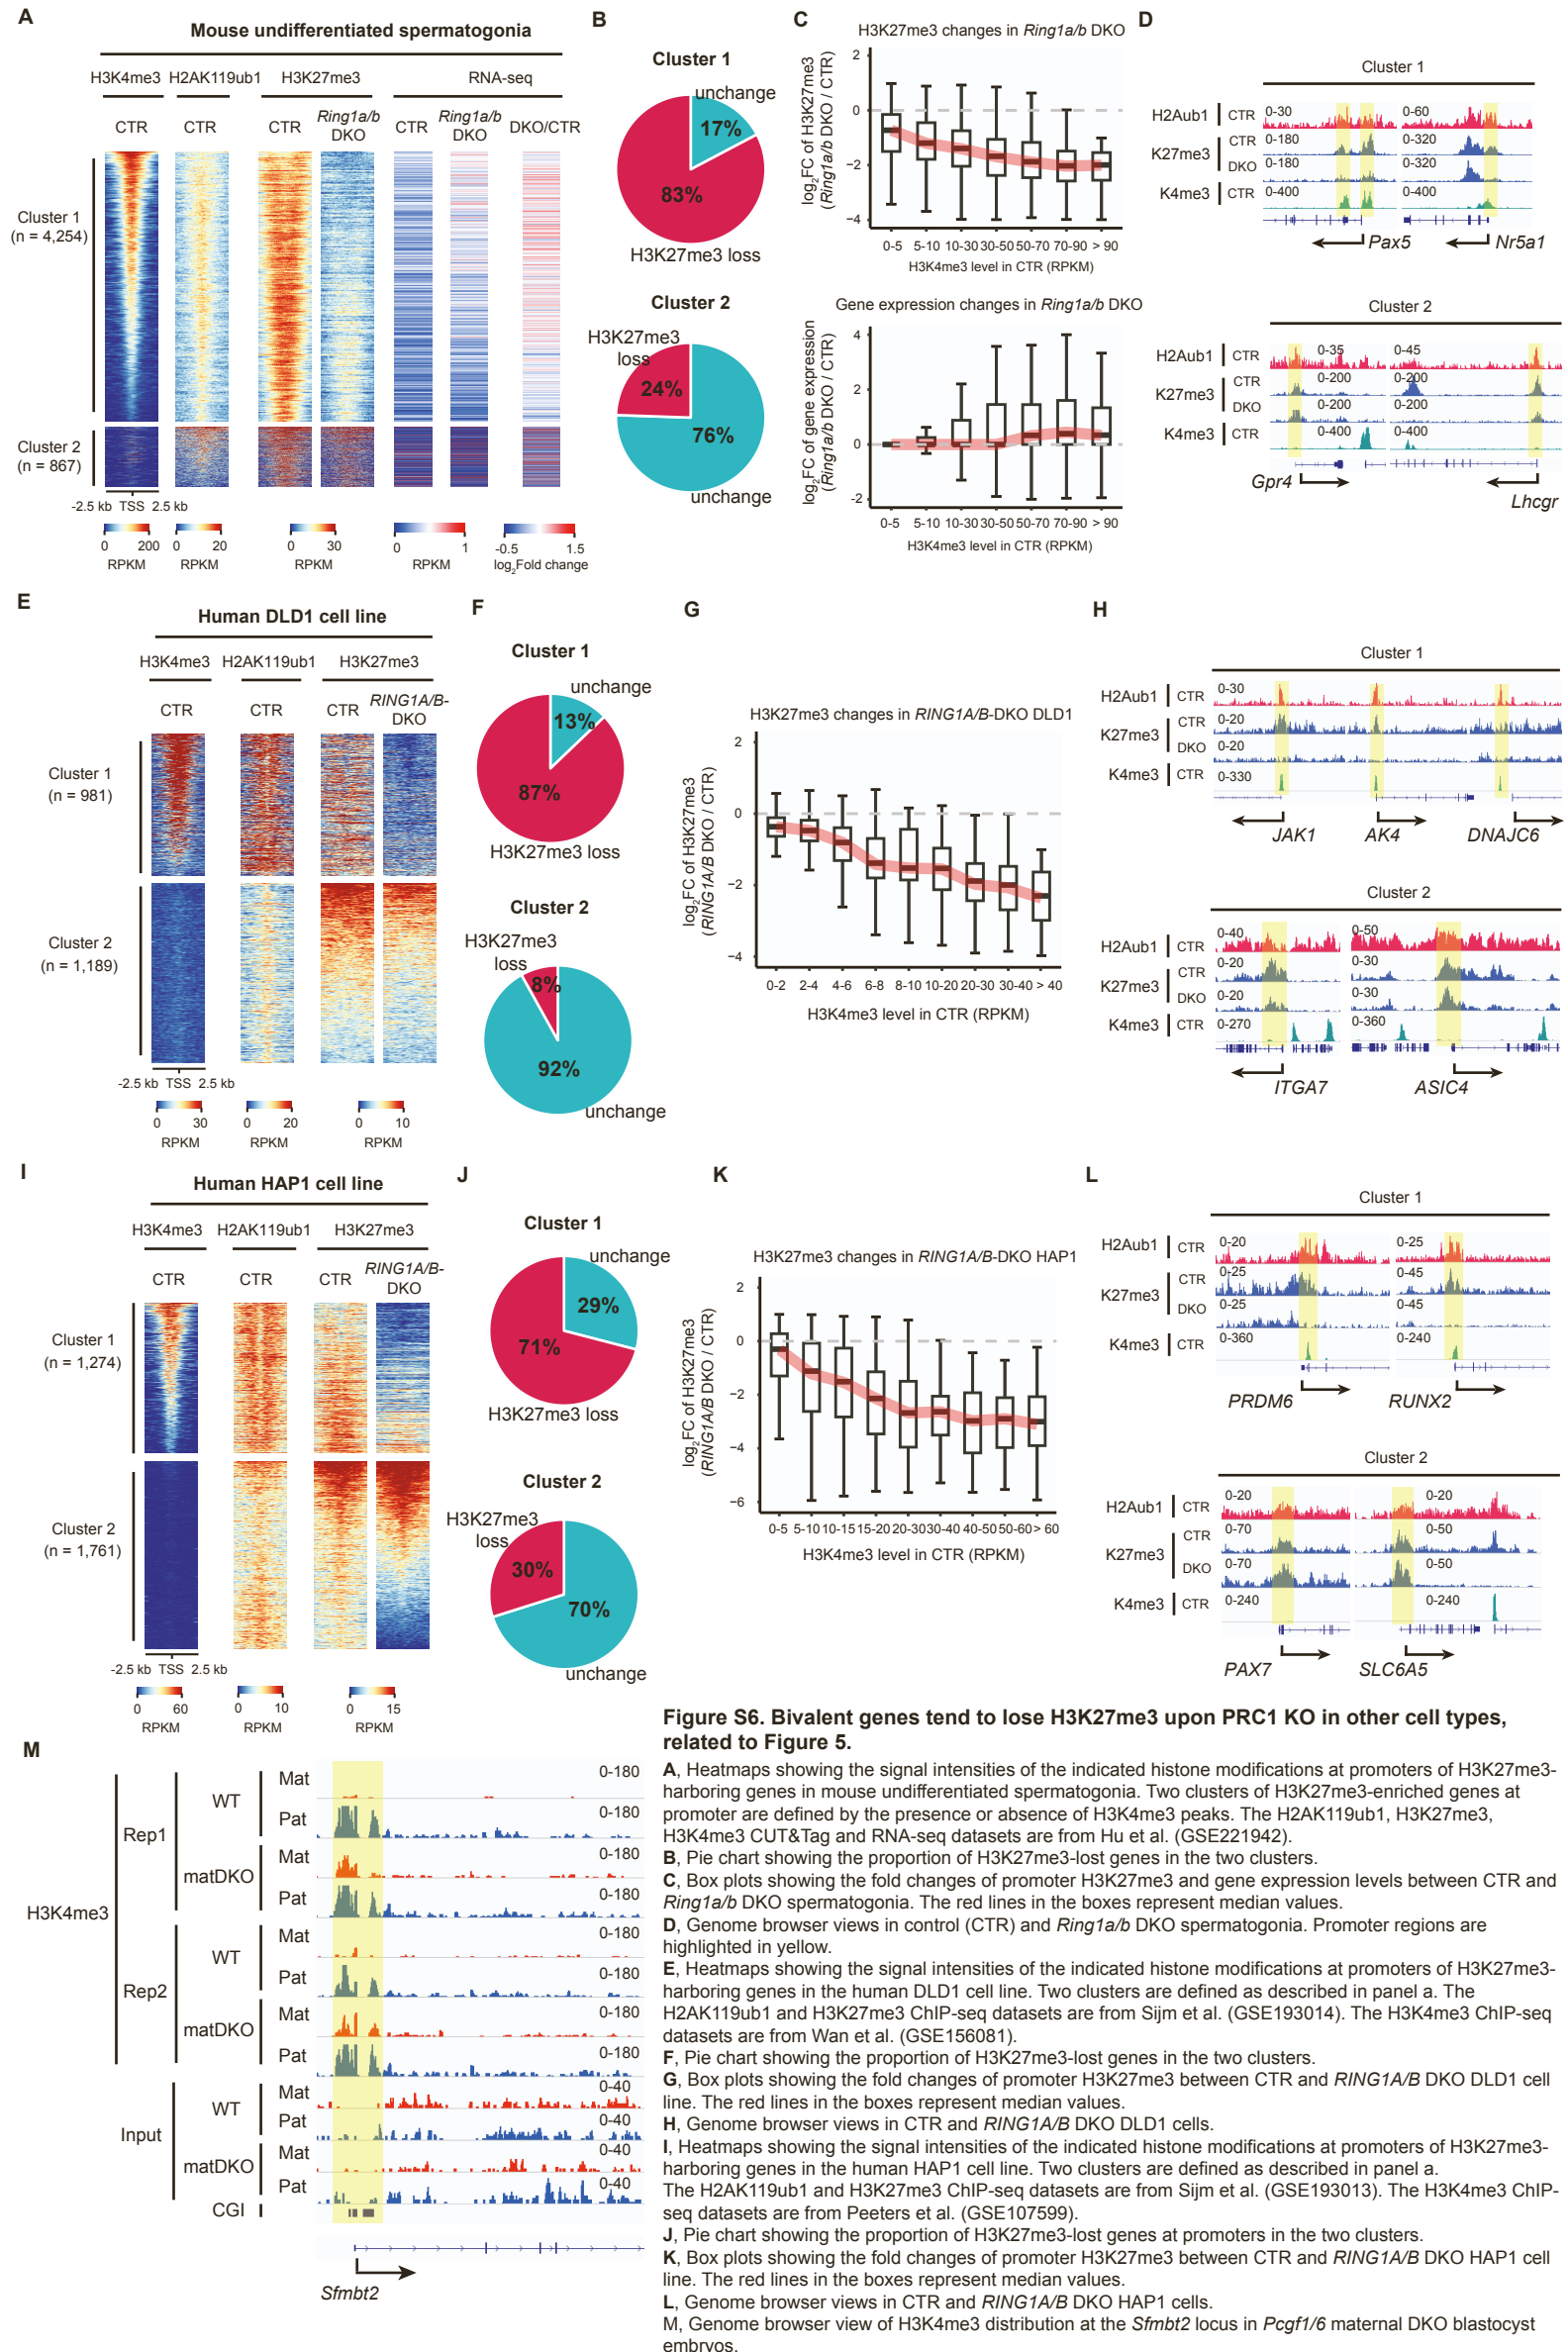 A
Mouse undifferentiated spermatogonia
H3K4me3 H2AK119ub1 H3K27me3 RNA-seq
CTR CTR CTR Ring1a/b DKO CTR Ring1a/b DKO DKO/CTR
Cluster 1
(n = 4,254)
Cluster 2
(n = 867)
-2.5 kb TSS 2.5 kb
0 200 0 20 0 30 0 1 -0.5 1.5
RPKM RPKM RPKM RPKM log2Fold change
B
Cluster 1
unchange
17%
83%
H3K27me3 loss
Cluster 2
H3K27me3
loss
24%
76%
unchange
C
H3K27me3 changes in Ring1a/b DKO
log2FC of H3K27me3
(Ring1a/b DKO / CTR)
2
0
−2
−4
0-5 5-10 10-30 30-50 50-70 70-90 > 90
H3K4me3 level in CTR (RPKM)
Gene expression changes in Ring1a/b DKO
log2FC of gene expression
(Ring1a/b DKO / CTR)
4
2
0
-2
0-5 5-10 10-30 30-50 50-70 70-90 > 90
H3K4me3 level in CTR (RPKM)
D
Cluster 1
H2Aub1 CTR 0-30 0-60
K27me3 CTR 0-180 0-320
DKO 0-180 0-320
K4me3 CTR 0-400 0-400
Pax5 Nr5a1
Cluster 2
H2Aub1 CTR 0-35 0-45
K27me3 CTR 0-200 0-200
DKO 0-200 0-200
K4me3 CTR 0-400 0-400
Gpr4 Lhcgr
E
Human DLD1 cell line
H3K4me3 H2AK119ub1 H3K27me3
CTR CTR CTR RING1A/B-DKO
Cluster 1
(n = 981)
Cluster 2
(n = 1,189)
-2.5 kb TSS 2.5 kb
0 30 0 20 0 10
RPKM RPKM RPKM
F
Cluster 1
unchange
13%
87%
H3K27me3 loss
Cluster 2
H3K27me3
loss
8%
92%
unchange
G
H3K27me3 changes in RING1A/B-DKO DLD1
log2FC of H3K27me3
(RING1A/B DKO / CTR)
2
0
−2
−4
0-2 2-4 4-6 6-8 8-10 10-20 20-30 30-40 > 40
H3K4me3 level in CTR (RPKM)
H
Cluster 1
H2Aub1 CTR 0-30
K27me3 CTR 0-20
DKO 0-20
K4me3 CTR 0-330
JAK1 AK4 DNAJC6
Cluster 2
H2Aub1 CTR 0-40 0-50
K27me3 CTR 0-20 0-30
DKO 0-20 0-30
K4me3 CTR 0-270 0-360
ITGA7 ASIC4
I
Human HAP1 cell line
H3K4me3 H2AK119ub1 H3K27me3
CTR CTR CTR RING1A/B-DKO
Cluster 1
(n = 1,274)
Cluster 2
(n = 1,761)
-2.5 kb TSS 2.5 kb
0 60 0 10 0 15
RPKM RPKM RPKM
J
Cluster 1
unchange
29%
71%
H3K27me3 loss
Cluster 2
H3K27me3
loss
30%
70%
unchange
K
H3K27me3 changes in RING1A/B-DKO HAP1
log2FC of H3K27me3
(RING1A/B DKO / CTR)
2
0
−2
−4
−6
0-5 5-10 10-15 15-20 20-30 30-40 40-50 50-60 > 60
H3K4me3 level in CTR (RPKM)
L
Cluster 1
H2Aub1 CTR 0-20 0-25
K27me3 CTR 0-25 0-45
DKO 0-25 0-45
K4me3 CTR 0-360 0-240
PRDM6 RUNX2
Cluster 2
H2Aub1 CTR 0-20 0-20
K27me3 CTR 0-70 0-50
DKO 0-70 0-50
K4me3 CTR 0-240 0-240
PAX7 SLC6A5
M
H3K4me3
Rep1
WT
Mat 0-180
Pat 0-180
matDKO
Mat 0-180
Pat 0-180
Rep2
WT
Mat 0-180
Pat 0-180
matDKO
Mat 0-180
Pat 0-180
Input
WT
Mat 0-40
Pat 0-40
matDKO
Mat 0-40
Pat 0-40
CGI
Sfmbt2
Figure S6. Bivalent genes tend to lose H3K27me3 upon PRC1 KO in other cell types,
related to Figure 5.
A, Heatmaps showing the signal intensities of the indicated histone modifications at promoters of H3K27me3-
harboring genes in mouse undifferentiated spermatogonia. Two clusters of H3K27me3-enriched genes at
promoter are defined by the presence or absence of H3K4me3 peaks. The H2AK119ub1, H3K27me3,
H3K4me3 CUT&Tag and RNA-seq datasets are from Hu et al. (GSE221942).
B, Pie chart showing the proportion of H3K27me3-lost genes in the two clusters.
C, Box plots showing the fold changes of promoter H3K27me3 and gene expression levels between CTR and
Ring1a/b DKO spermatogonia. The red lines in the boxes represent median values.
D, Genome browser views in control (CTR) and Ring1a/b DKO spermatogonia. Promoter regions are
highlighted in yellow.
E, Heatmaps showing the signal intensities of the indicated histone modifications at promoters of H3K27me3-
harboring genes in the human DLD1 cell line. Two clusters are defined as described in panel a. The
H2AK119ub1 and H3K27me3 ChIP-seq datasets are from Sijm et al. (GSE193014). The H3K4me3 ChIP-seq
datasets are from Wan et al. (GSE156081).
F, Pie chart showing the proportion of H3K27me3-lost genes in the two clusters.
G, Box plots showing the fold changes of promoter H3K27me3 between CTR and RING1A/B DKO DLD1 cell
line. The red lines in the boxes represent median values.
H, Genome browser views in CTR and RING1A/B DKO DLD1 cells.
I, Heatmaps showing the signal intensities of the indicated histone modifications at promoters of H3K27me3-
harboring genes in the human HAP1 cell line. Two clusters are defined as described in panel a.
The H2AK119ub1 and H3K27me3 ChIP-seq datasets are from Sijm et al. (GSE193013). The H3K4me3 ChIP-
seq datasets are from Peeters et al. (GSE107599).
J, Pie chart showing the proportion of H3K27me3-lost genes at promoters in the two clusters.
K, Box plots showing the fold changes of promoter H3K27me3 between CTR and RING1A/B DKO HAP1 cell
line. The red lines in the boxes represent median values.
L, Genome browser views in CTR and RING1A/B DKO HAP1 cells.
M, Genome browser view of H3K4me3 distribution at the Sfmbt2 locus in Pcgf1/6 maternal DKO blastocyst
embryos.